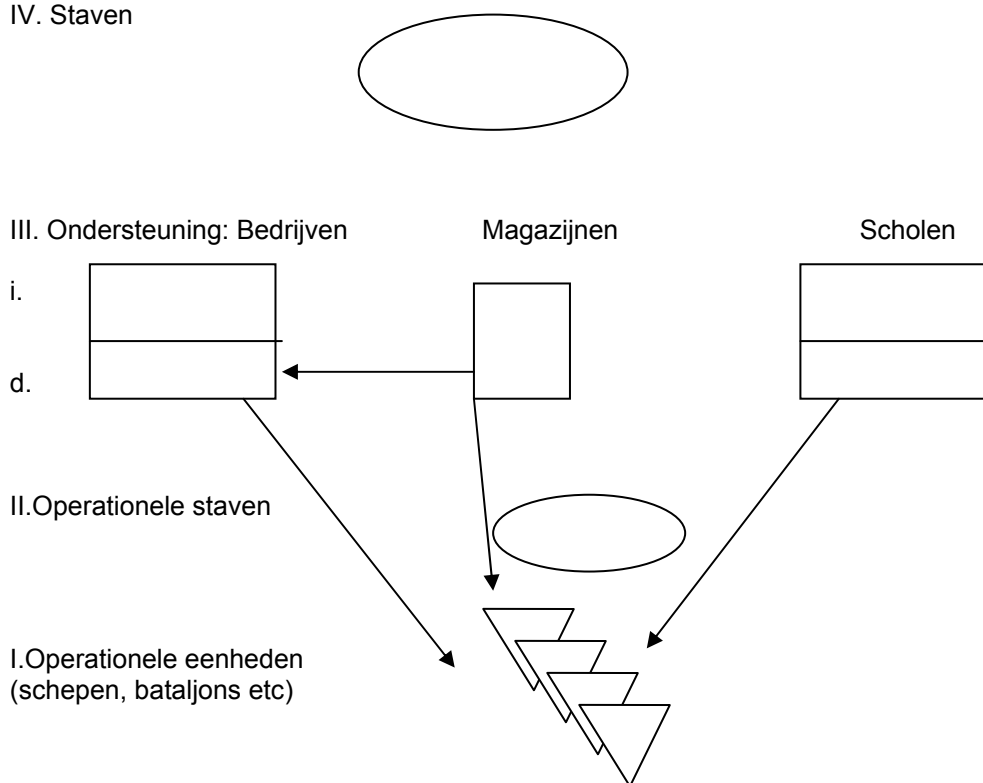 IV. Staven
III. Ondersteuning: Bedrijven Magazijnen Scholen
i.
d.
II.Operationele staven
I.Operationele eenheden
(schepen, bataljons etc)